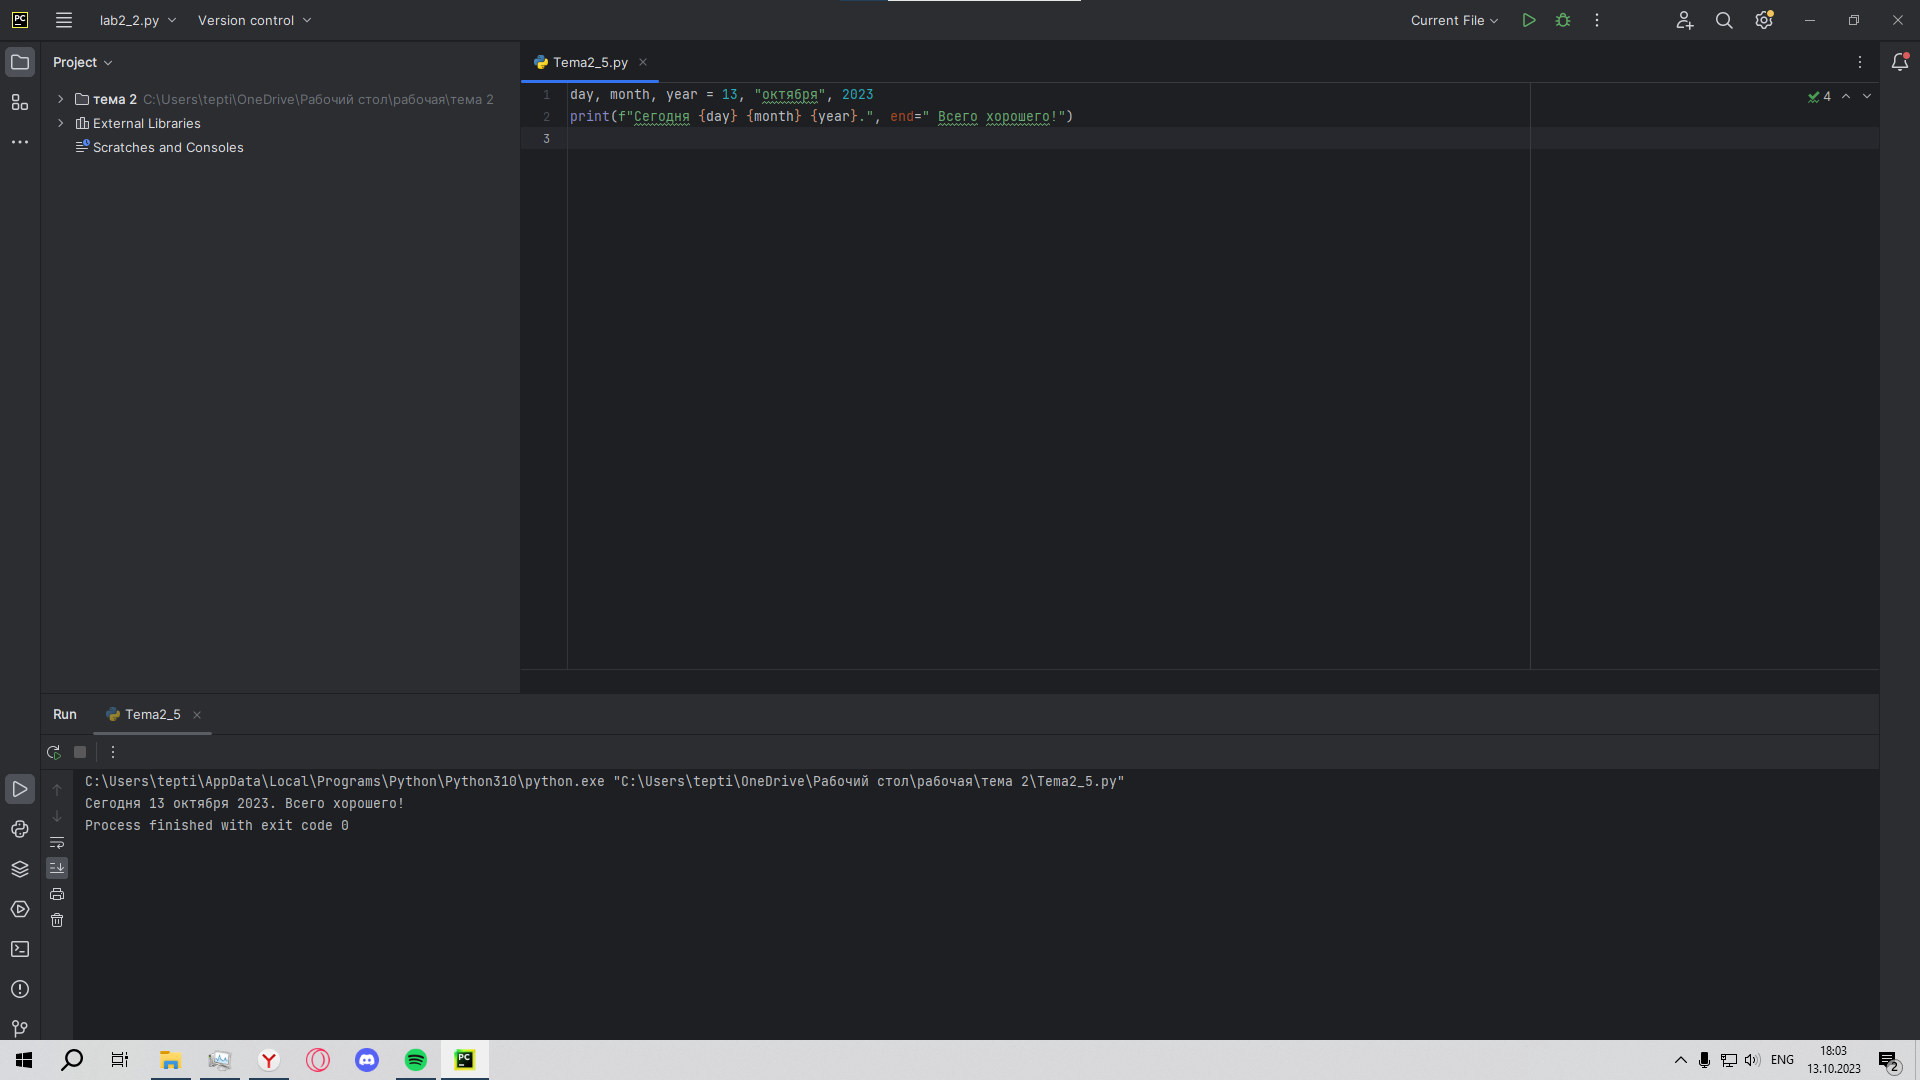 PC lab2_2.py Version control Current File
Project
тема 2 C:\Users\tepti\OneDrive\Рабочий стол\рабочая\тема 2
External Libraries
Scratches and Consoles
Tema2_5.py
1 day, month, year = 13, "октября", 2023
2 print(f"Сегодня {day} {month} {year}.", end=" Всего хорошего!")
3
4
Run Tema2_5
C:\Users\tepti\AppData\Local\Programs\Python\Python310\python.exe "C:\Users\tepti\OneDrive\Рабочий стол\рабочая\тема 2\Tema2_5.py"
Сегодня 13 октября 2023. Всего хорошего!
Process finished with exit code 0
PC
ENG
18:03
13.10.2023
2